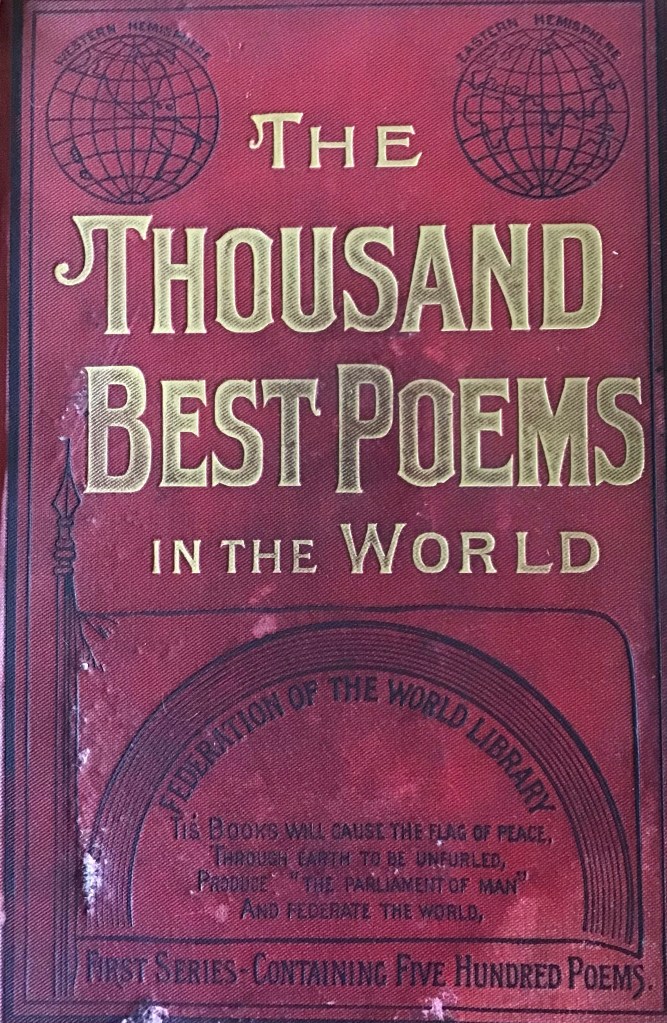 WESTERN HEMISPHERE
EASTERN HEMISPHERE
THE
THOUSAND
BEST POEMS
IN THE WORLD
FEDERATION OF THE WORLD LIBRARY
TIS BOOKS WILL CAUSE THE FLAG OF PEACE,
THROUGH EARTH TO BE UNFURLED,
PRODUCE "THE PARLIAMENT OF MAN"
AND FEDERATE THE WORLD,
FIRST SERIES-CONTAINING FIVE HUNDRED POEMS.